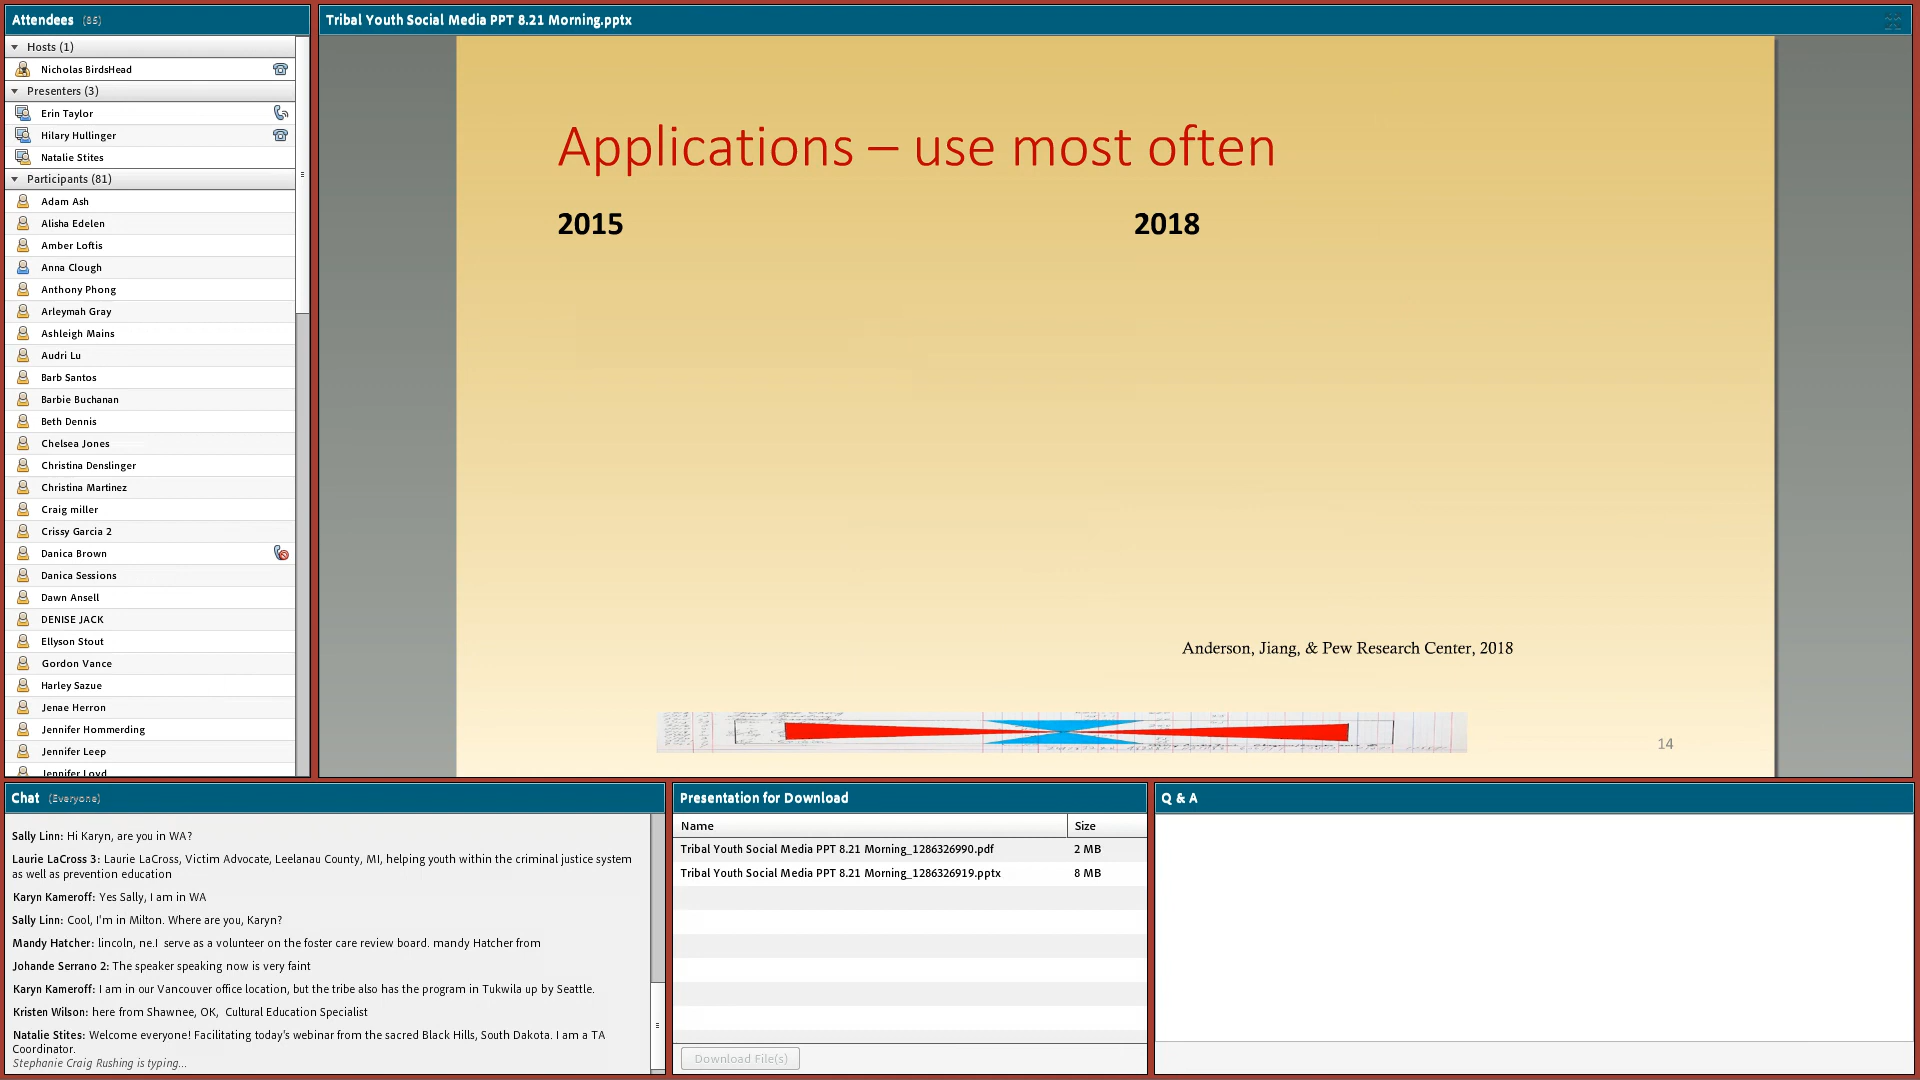 Attendees (85)
Hosts (1)
Nicholas BirdsHead
Presenters (3)
Erin Taylor
Hilary Hullinger
Natalie Stites
Participants (81)
Adam Ash
Alisha Edelen
Amber Loftis
Anna Clough
Anthony Phong
Arleymah Gray
Ashleigh Mains
Audri Lu
Barb Santos
Barbie Buchanan
Beth Dennis
Chelsea Jones
Christina Denslinger
Christina Martinez
Craig miller
Crissy Garcia 2
Danica Brown
Danica Sessions
Dawn Ansell
DENISE JACK
Ellyson Stout
Gordon Vance
Harley Sazue
Jenae Herron
Jennifer Hommerding
Jennifer Leep
Jennifer Loyd
Tribal Youth Social Media PPT 8.21 Morning.pptx
Applications – use most often
2015
2018
Anderson, Jiang, & Pew Research Center, 2018
14
Chat (Everyone)
Sally Linn: Hi Karyn, are you in WA?
Laurie LaCross 3: Laurie LaCross, Victim Advocate, Leelanau County, MI, helping youth within the criminal justice system
as well as prevention education
Karyn Kameroff: Yes Sally, I am in WA
Sally Linn: Cool, I'm in Milton. Where are you, Karyn?
Mandy Hatcher: lincoln, ne.I  serve as a volunteer on the foster care review board. mandy Hatcher from
Johande Serrano 2: The speaker speaking now is very faint
Karyn Kameroff: I am in our Vancouver office location, but the tribe also has the program in Tukwila up by Seattle.
Kristen Wilson: here from Shawnee, OK,  Cultural Education Specialist
Natalie Stites: Welcome everyone! Facilitating today's webinar from the sacred Black Hills, South Dakota. I am a TA
Coordinator.
Stephanie Craig Rushing is typing...
Presentation for Download
Name Size
Tribal Youth Social Media PPT 8.21 Morning_1286326990.pdf 2 MB
Tribal Youth Social Media PPT 8.21 Morning_1286326919.pptx 8 MB
Download File(s)
Q & A